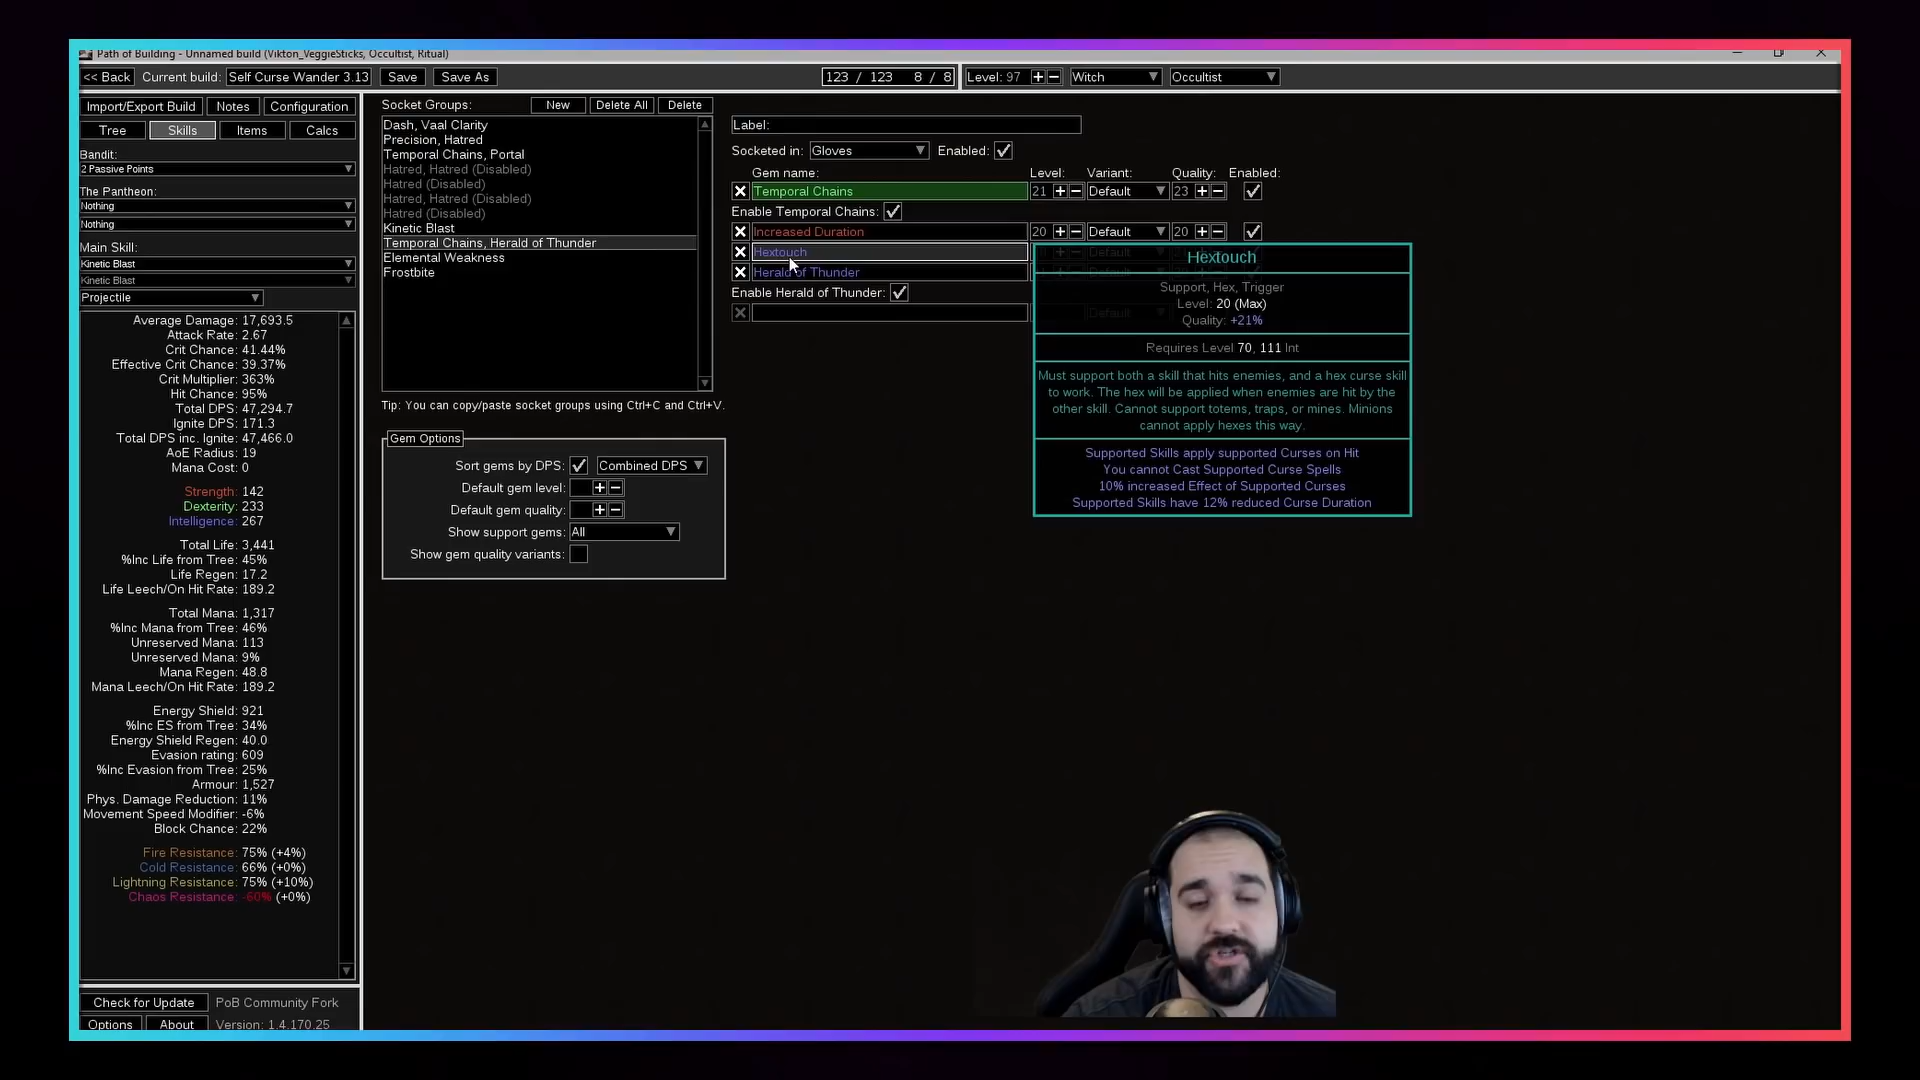 Path of Building - Unnamed build (Vikton_VeggieSticks, Occultist, Ritual)
<< Back Current build: Self Curse Wander 3.13 Save Save As 123 / 123 8 / 8 Level: 97 Witch Occultist
Import/Export Build Notes Configuration
Tree Skills Items Calcs
Bandit:
2 Passive Points
The Pantheon:
Nothing
Nothing
Main Skill:
Kinetic Blast
Kinetic Blast
Projectile
Average Damage: 17,693.5
Attack Rate: 2.67
Crit Chance: 41.44%
Effective Crit Chance: 39.37%
Crit Multiplier: 363%
Hit Chance: 95%
Total DPS: 47,294.7
Ignite DPS: 171.3
Total DPS inc. Ignite: 47,466.0
AoE Radius: 19
Mana Cost: 0
Strength: 142
Dexterity: 233
Intelligence: 267
Total Life: 3,441
%Inc Life from Tree: 45%
Life Regen: 17.2
Life Leech/On Hit Rate: 189.2
Total Mana: 1,317
%Inc Mana from Tree: 46%
Unreserved Mana: 113
Unreserved Mana: 9%
Mana Regen: 48.8
Mana Leech/On Hit Rate: 189.2
Energy Shield: 921
%Inc ES from Tree: 34%
Energy Shield Regen: 40.0
Evasion rating: 609
%Inc Evasion from Tree: 25%
Armour: 1,527
Phys. Damage Reduction: 11%
Movement Speed Modifier: -6%
Block Chance: 22%
Fire Resistance: 75% (+4%)
Cold Resistance: 66% (+0%)
Lightning Resistance: 75% (+10%)
Chaos Resistance: -60% (+0%)
Check for Update PoB Community Fork
Options About Version: 1.4.170.25
Socket Groups: New Delete All Delete
Dash, Vaal Clarity
Precision, Hatred
Temporal Chains, Portal
Hatred, Hatred (Disabled)
Hatred (Disabled)
Hatred, Hatred (Disabled)
Hatred (Disabled)
Kinetic Blast
Temporal Chains, Herald of Thunder
Elemental Weakness
Frostbite
Tip: You can copy/paste socket groups using Ctrl+C and Ctrl+V.
Gem Options
Sort gems by DPS: Combined DPS
Default gem level:
Default gem quality:
Show support gems: All
Show gem quality variants:
Label:
Socketed in: Gloves Enabled:
Gem name: Level: Variant: Quality: Enabled:
Temporal Chains 21 Default 23
Enable Temporal Chains:
Increased Duration 20 Default 20
Hextouch
Herald of Thunder
Enable Herald of Thunder:
Default
Hextouch
Support, Hex, Trigger
Level: 20 (Max)
Quality: +21%
Requires Level 70, 111 Int
Must support both a skill that hits enemies, and a hex curse skill
to work. The hex will be applied when enemies are hit by the
other skill. Cannot support totems, traps, or mines. Minions
cannot apply hexes this way.
Supported Skills apply supported Curses on Hit
You cannot Cast Supported Curse Spells
10% increased Effect of Supported Curses
Supported Skills have 12% reduced Curse Duration